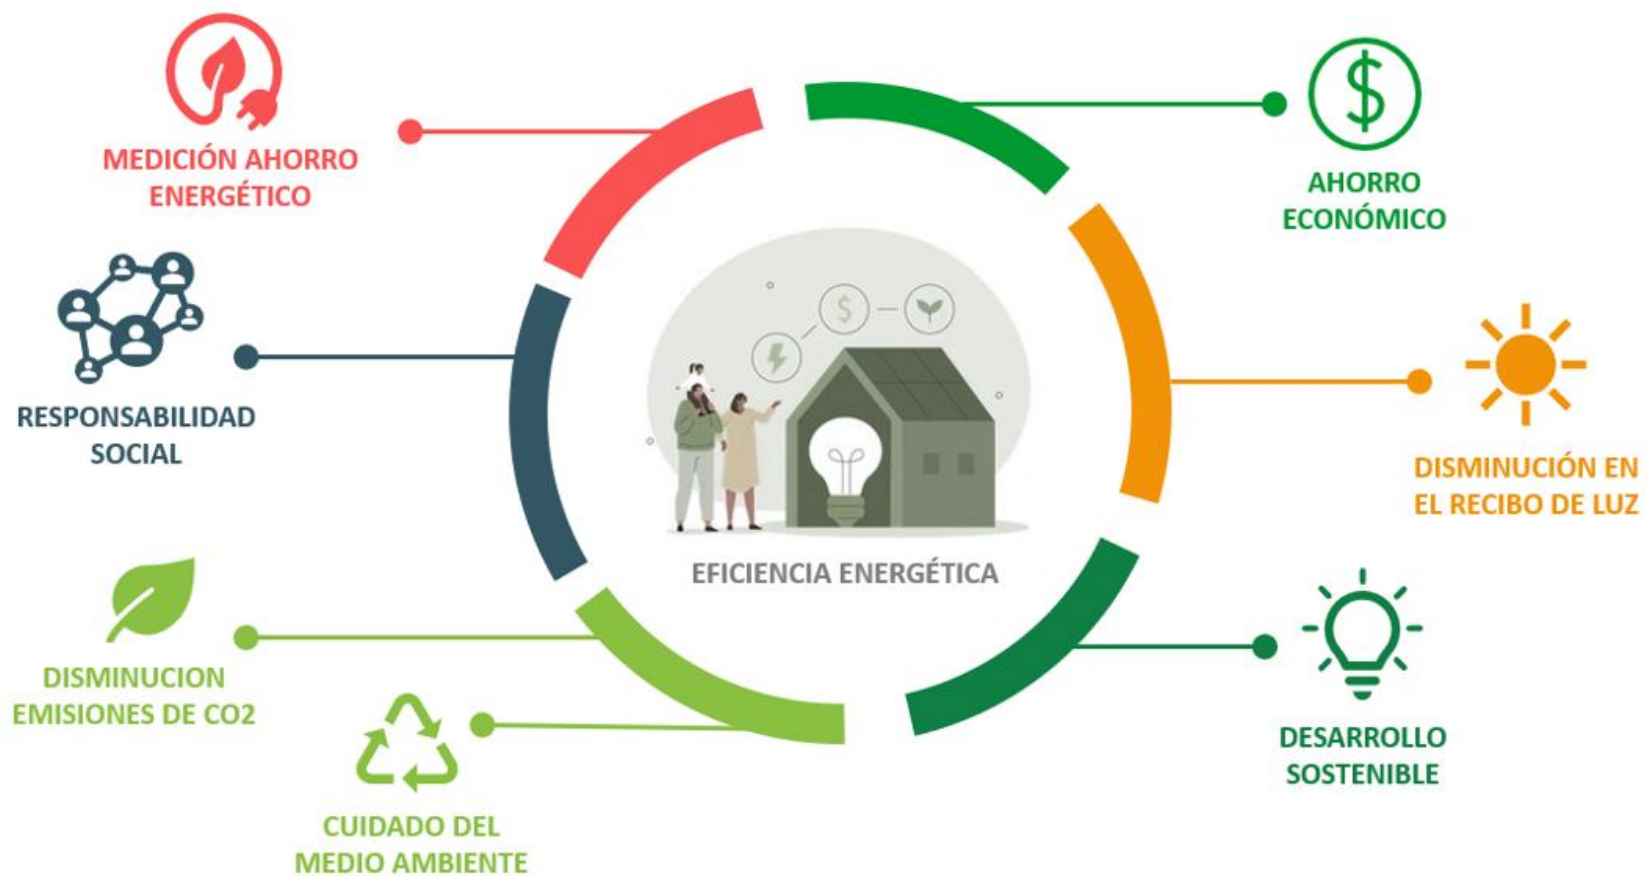 MEDICIÓN AHORRO
ENERGÉTICO
AHORRO
ECONÓMICO
RESPONSABILIDAD
SOCIAL
DISMINUCIÓN EN
EL RECIBO DE LUZ
$
EFICIENCIA ENERGÉTICA
DISMINUCION
EMISIONES DE CO2
DESARROLLO
SOSTENIBLE
CUIDADO DEL
MEDIO AMBIENTE
$